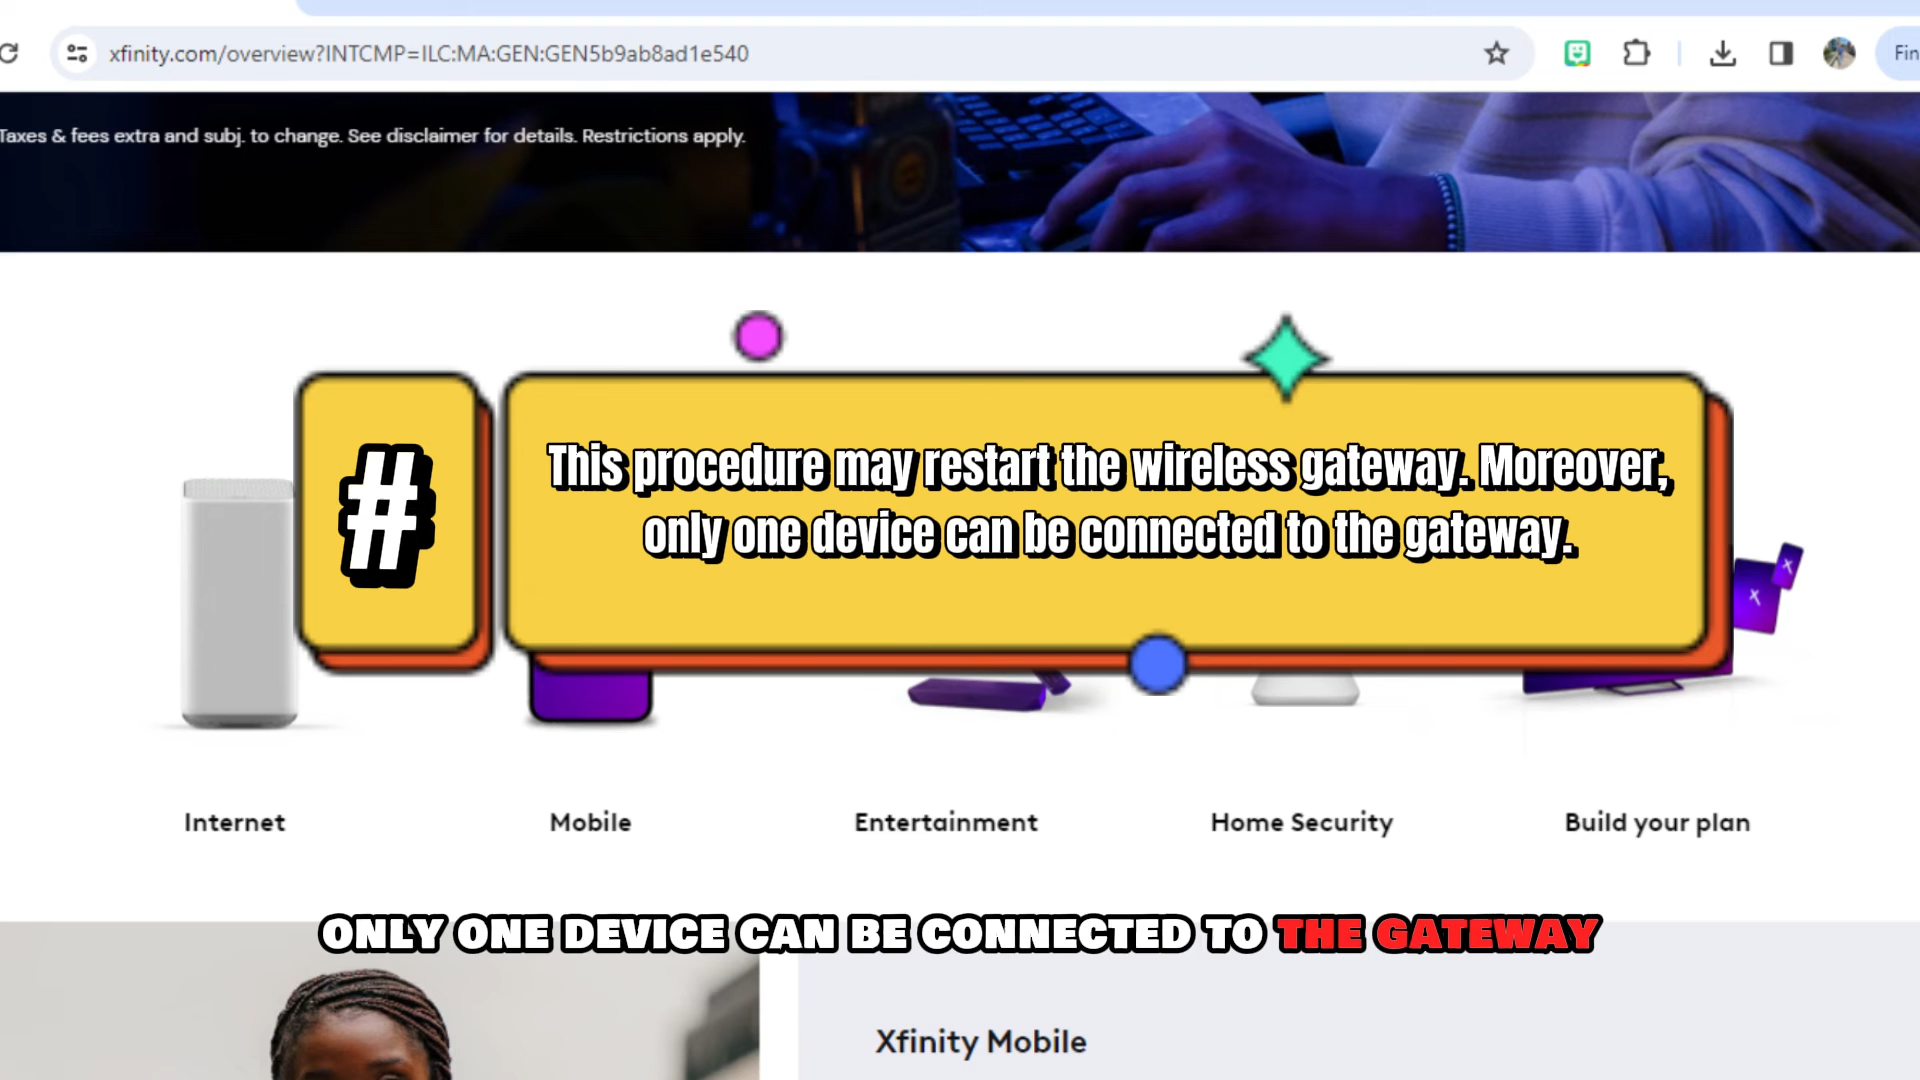 xfinity.com/overview?INTCMP=ILC:MA:GEN:GEN5b9ab8ad1e540
Fin
Taxes & fees extra and subj. to change. See disclaimer for details. Restrictions apply.
#
This procedure may restart the wireless gateway. Moreover,
only one device can be connected to the gateway.
x
x
Internet
Mobile
Entertainment
Home Security
Build your plan
ONLY ONE DEVICE CAN BE CONNECTED TO THE GATEWAY
Xfinity Mobile